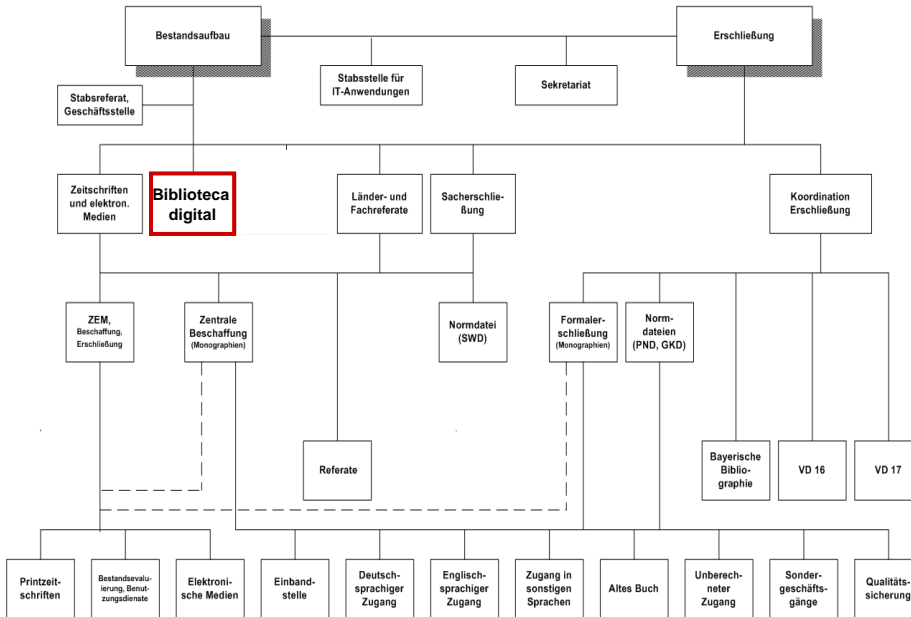 Bestandsaufbau
Erschließung
Stabsstelle für
IT-Anwendungen
Sekretariat
Stabsreferat,
Geschäftsstelle
Zeitschriften
und elektron.
Medien
Biblioteca
digital
Länder- und
Fachreferate
Sacherschlie-
ßung
Koordination
Erschließung
ZEM,
Beschaffung,
Erschließung
Zentrale
Beschaffung
(Monographien)
Normdatei
(SWD)
Formaler-
schließung
(Monographien)
Norm-
dateien
(PND, GKD)
Referate
Bayerische
Biblio-
graphie
VD 16
VD 17
Printzeit-
schriften
Bestandsevalu-
ierung, Benut-
zungsdienste
Elektroni-
sche Medien
Einband-
stelle
Deutsch-
sprachiger
Zugang
Englisch-
sprachiger
Zugang
Zugang in
sonstigen
Sprachen
Altes Buch
Unberech-
neter
Zugang
Sonder-
geschäfts-
gänge
Qualitäts-
sicherung